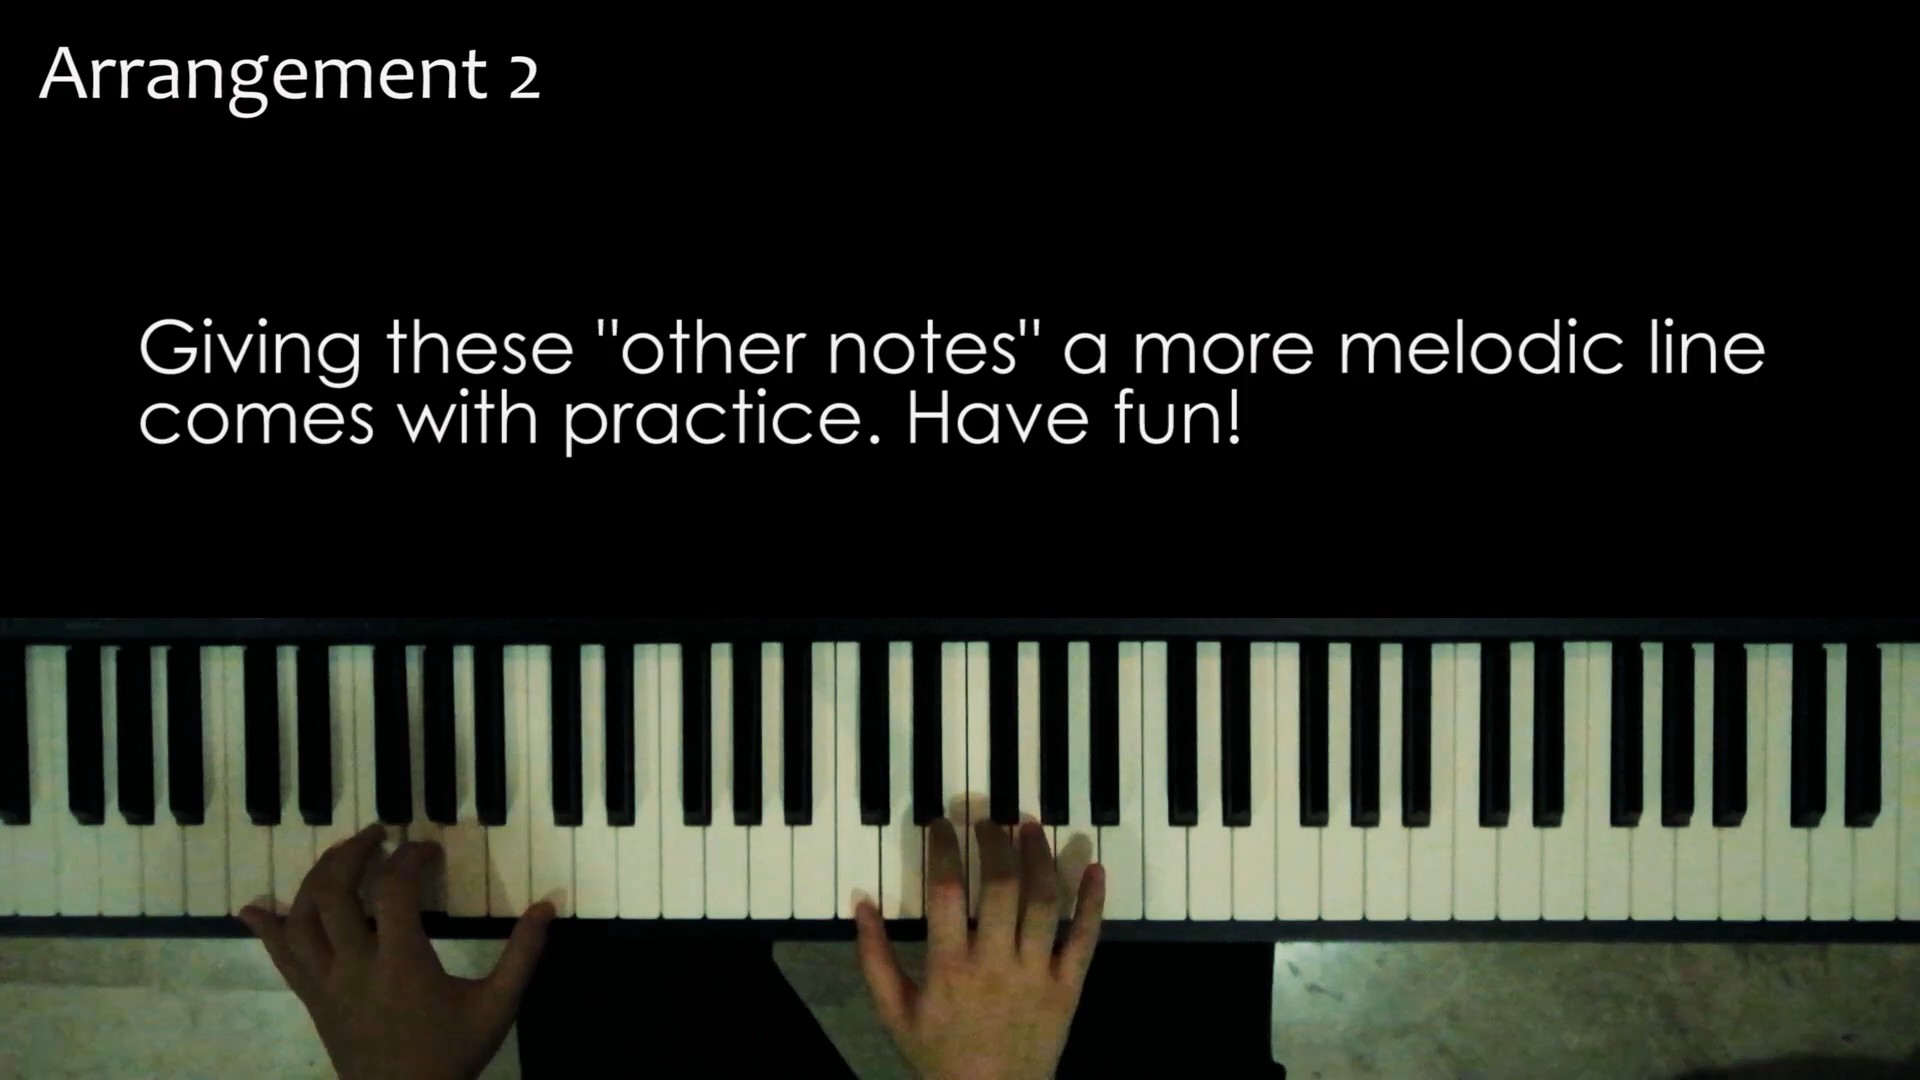 Arrangement 2
Giving these "other notes" a more melodic line
comes with practice. Have fun!